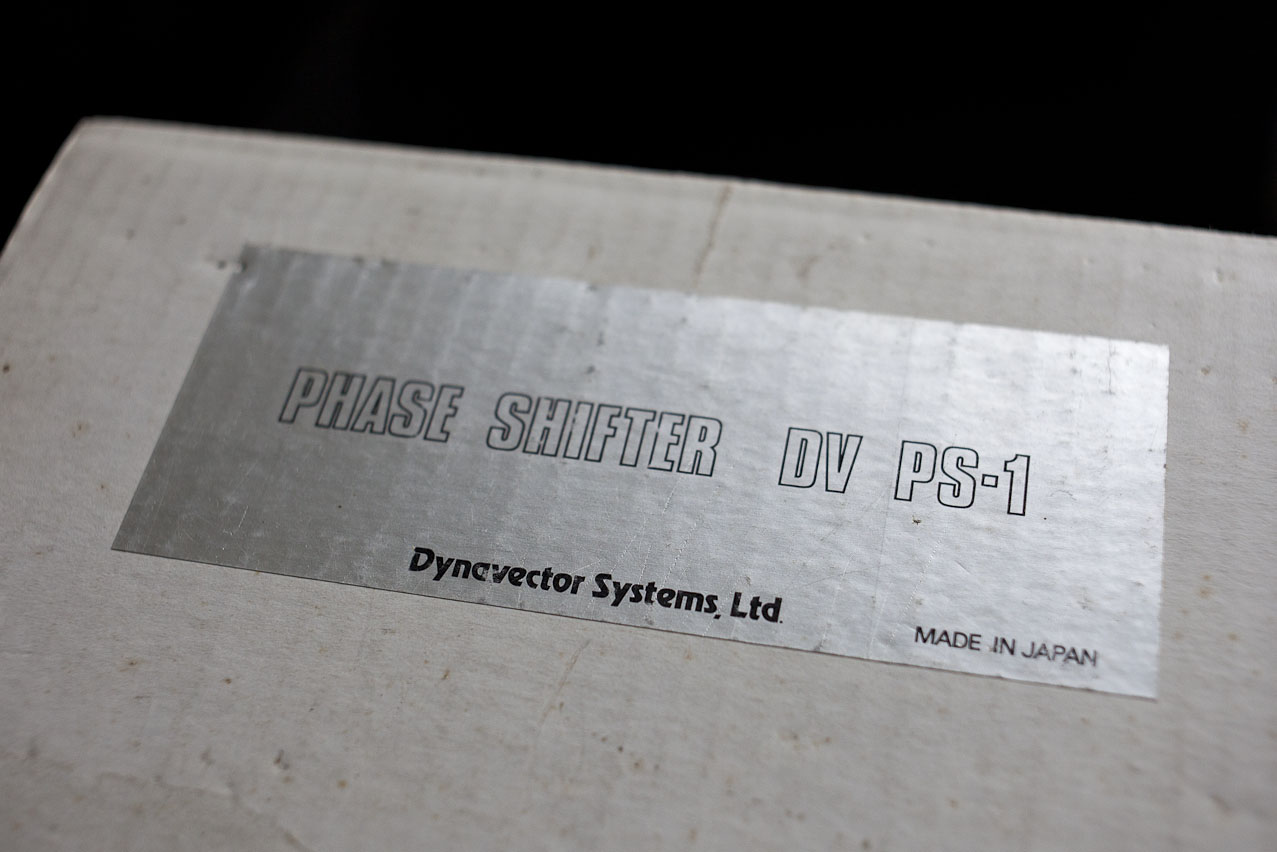 PHASE SHIFTER DV PS-1
Dynavector Systems, Ltd.
MADE IN JAPAN